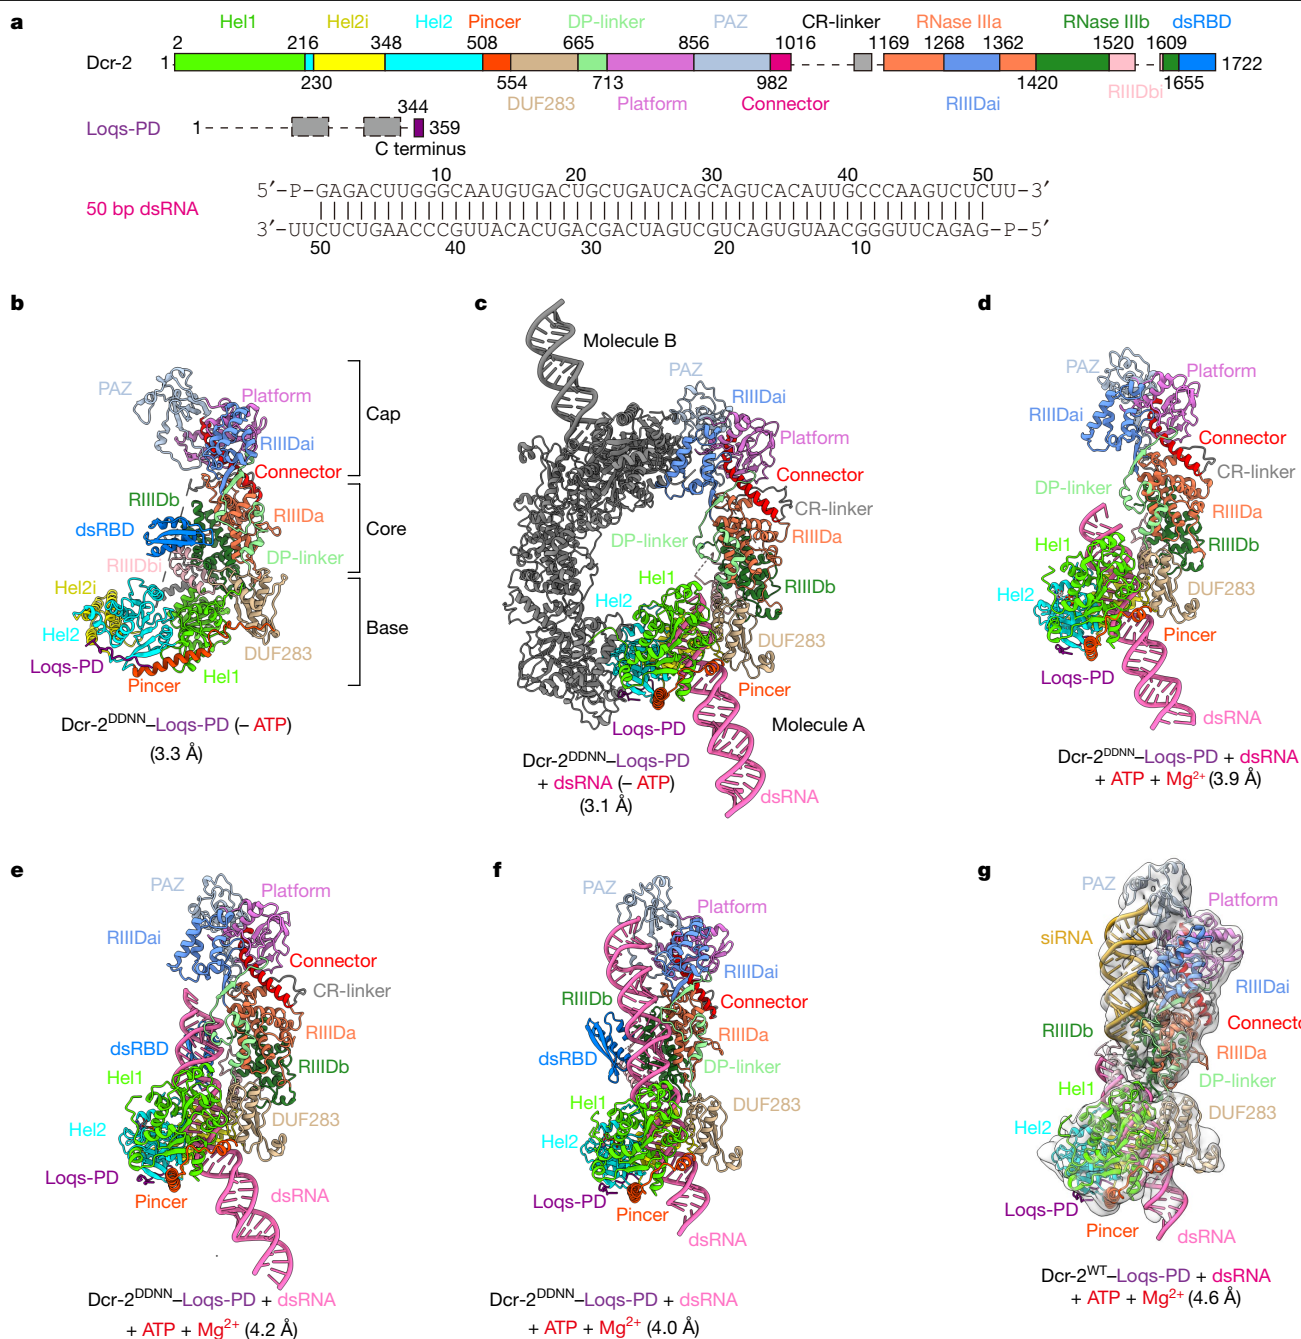 a
Hel1 Hel2i Hel2 Pincer DP-linker PAZ CR-linker RNase IIIa RNase IIIb dsRBD
2 216 348 508 665 856 1016 1169 1268 1362 1520 1609
Dcr-2 1 1722
230 554 713 982 1420 1655
DUF283 Platform Connector RIIIDai RIIIDbi
344
Loqs-PD 1 359
C terminus
10 20 30 40 50
5′-P-GAGACUUGGGCAAUGUGACUGCUGAUCAGCAGUCACAUUGCCCAAGUCUCUU-3′
50 bp dsRNA
3′-UUCUCUGAACCCGUUACACUGACGACUAGUCGUCAGUGUAACGGGUUCAGAG-P-5′
50 40 30 20 10
b
PAZ
Platform
Cap
RIIIDai
Connector
RIIIDb
RIIIDa
dsRBD
Core
DP-linker
RIIIDbi
Hel2i
Base
Hel2
DUF283
Loqs-PD
Hel1
Pincer
Dcr-2DDNN–Loqs-PD (– ATP)
(3.3 Å)
c
Molecule B
PAZ
RIIIDai
Platform
Connector
CR-linker
RIIIDa
DP-linker
Hel1
RIIIDb
Hel2
DUF283
Pincer
Loqs-PD
Molecule A
Dcr-2DDNN–Loqs-PD
+ dsRNA (– ATP)
(3.1 Å)
dsRNA
d
PAZ
Platform
RIIIDai
Connector
CR-linker
DP-linker
RIIIDa
Hel1
RIIIDb
Hel2
DUF283
Pincer
Loqs-PD
dsRNA
Dcr-2DDNN–Loqs-PD + dsRNA
+ ATP + Mg2+ (3.9 Å)
e
PAZ
Platform
RIIIDai
Connector
CR-linker
RIIIDa
dsRBD
RIIIDb
Hel1
DUF283
Hel2
Loqs-PD
Pincer
dsRNA
Dcr-2DDNN–Loqs-PD + dsRNA
+ ATP + Mg2+ (4.2 Å)
f
PAZ
Platform
RIIIDai
RIIIDb
Connector
RIIIDa
dsRBD
DP-linker
Hel1
DUF283
Hel2
Loqs-PD
Pincer
dsRNA
Dcr-2DDNN–Loqs-PD + dsRNA
+ ATP + Mg2+ (4.0 Å)
g
PAZ
Platform
siRNA
RIIIDai
RIIIDb
Connecto
RIIIDa
DP-linker
Hel1
DUF283
Hel2
Loqs-PD
Pincer
dsRNA
Dcr-2WT–Loqs-PD + dsRNA
+ ATP + Mg2+ (4.6 Å)